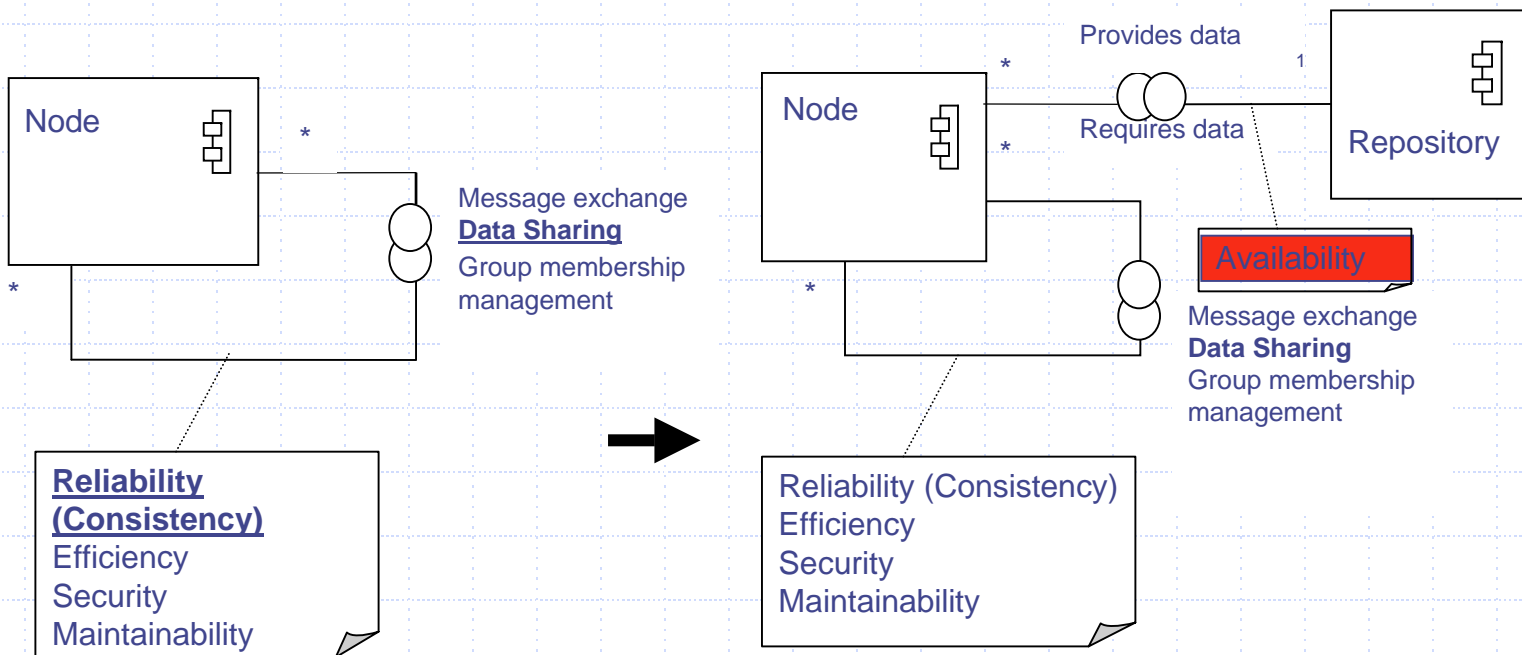 Node
*
*
Message exchange
Data Sharing
Group membership
management
Reliability
(Consistency)
Efficiency
Security
Maintainability
Node
*
*
*
Provides data
Requires data
1
Repository
Availability
Message exchange
Data Sharing
Group membership
management
Reliability (Consistency)
Efficiency
Security
Maintainability